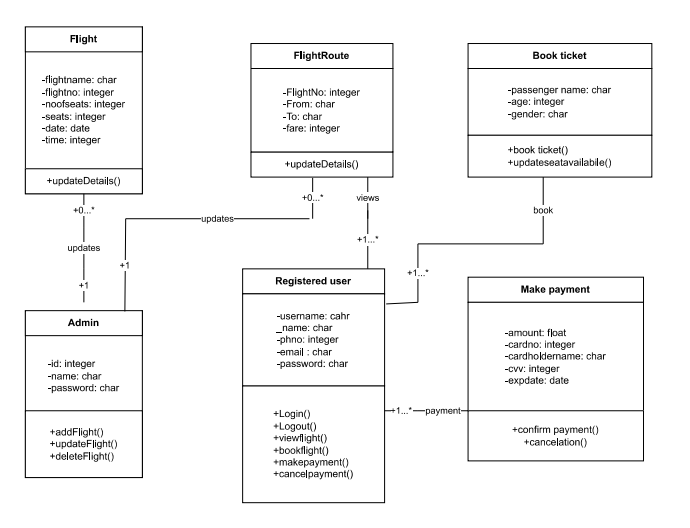 Flight
-flightname: char
-flightno: integer
-noofseats: integer
-seats: integer
-date: date
-time: integer
+updateDetails()
FlightRoute
-FlightNo: integer
-From: char
-To: char
-fare: integer
+updateDetails()
Book ticket
-passenger name: char
-age: integer
-gender: char
+book ticket()
+updateseatavailabile()
+0...*
updates
+1
+0...*
updates
+1
views
+1...*
book
+1...*
Admin
-id: integer
-name: char
-password: char
+addFlight()
+updateFlight()
+deleteFlight()
Registered user
-username: cahr
_name: char
-phno: integer
-email : char
-password: char
+Login()
+Logout()
+viewflight()
+bookflight()
+makepayment()
+cancelpayment()
+1...*
payment
Make payment
-amount: float
-cardno: integer
-cardholdername: char
-cvv: integer
-expdate: date
+confirm payment()
+cancelation()